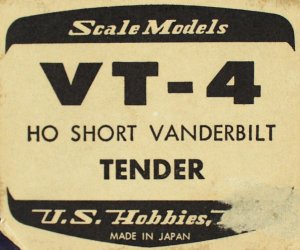 Scale Models
VT-4
HO SHORT VANDERBILT
TENDER
U.S. Hobbies,
MADE IN JAPAN